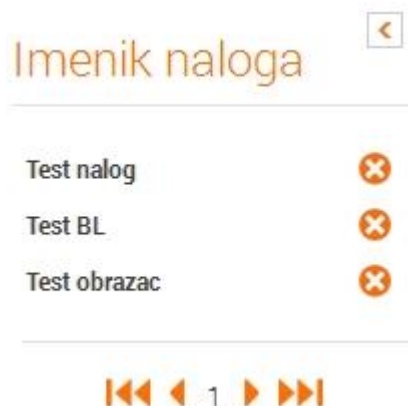 Imenik naloga
Test nalog
Test BL
Test obrazac
1